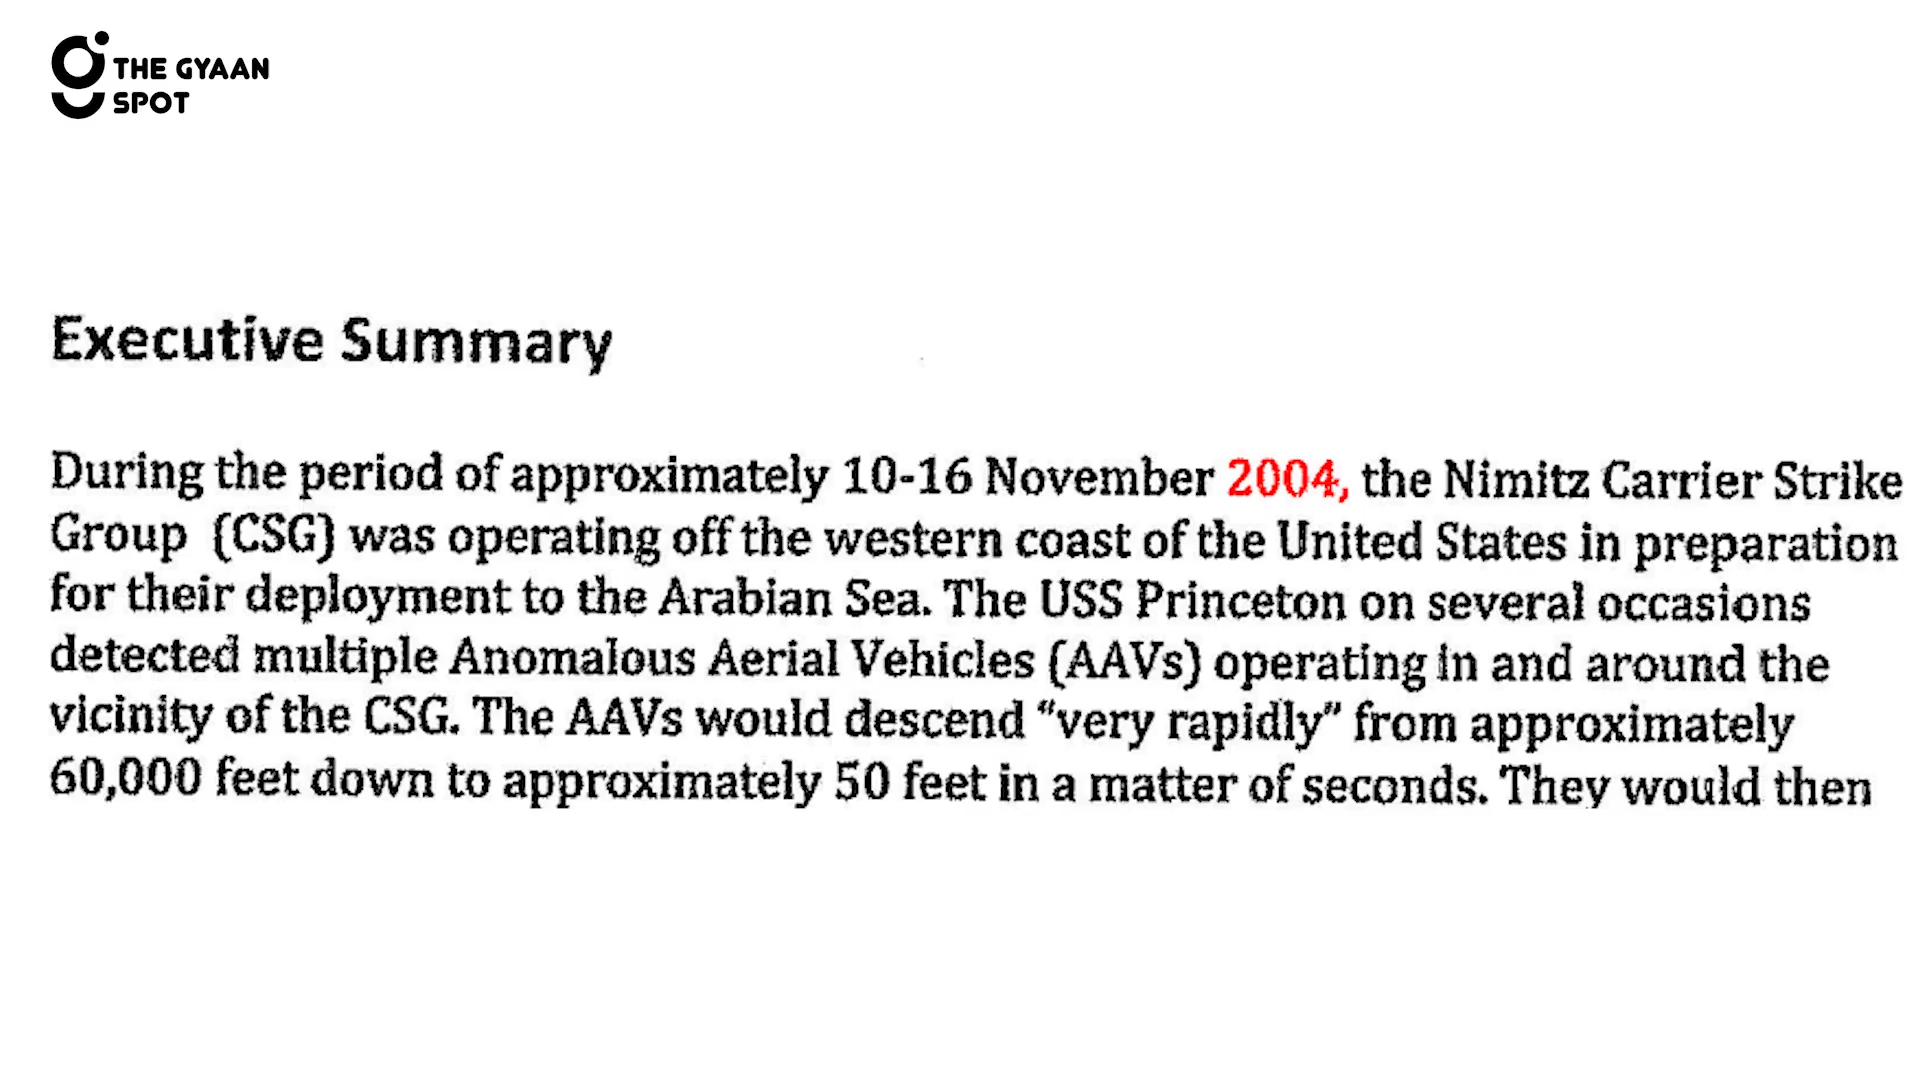 THE GYAAN
SPOT
Executive Summary
During the period of approximately 10-16 November 2004, the Nimitz Carrier Strike
Group (CSG) was operating off the western coast of the United States in preparation
for their deployment to the Arabian Sea. The USS Princeton on several occasions
detected multiple Anomalous Aerial Vehicles (AAVs) operating in and around the
vicinity of the CSG. The AAVs would descend “very rapidly” from approximately
60,000 feet down to approximately 50 feet in a matter of seconds. They would then